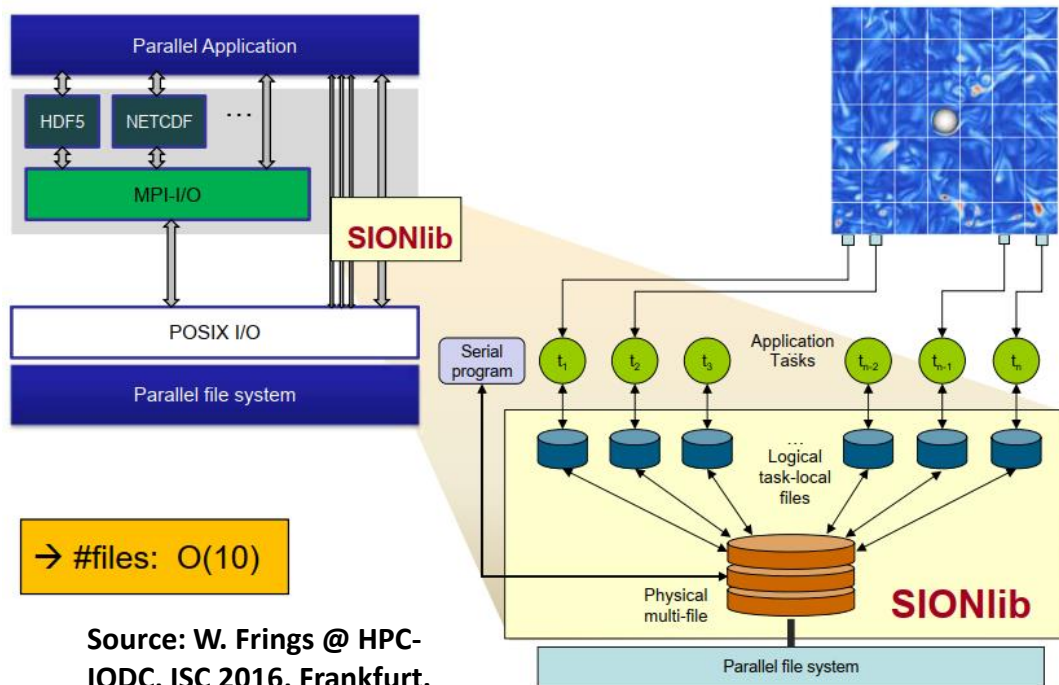 Parallel Application
HDF5
NETCDF
...
MPI-I/O
SIONlib
POSIX I/O
Parallel file system
→ #files: O(10)
Source: W. Frings @ HPC-
IODC, ISC 2016, Frankfurt,
Serial
program
t1
t2
t3
Application
Tasks
...
tn-2
tn-1
tn
...
Logical
task-local
files
Physical
multi-file
SIONlib
Parallel file system